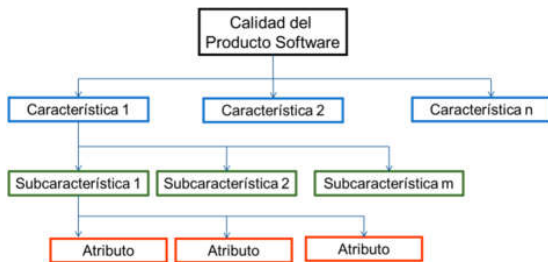 Calidad del
Producto Software
Característica 1
Característica 2
Característica n
Subcaracterística 1
Subcaracterística 2
Subcaracterística m
Atributo
Atributo
Atributo